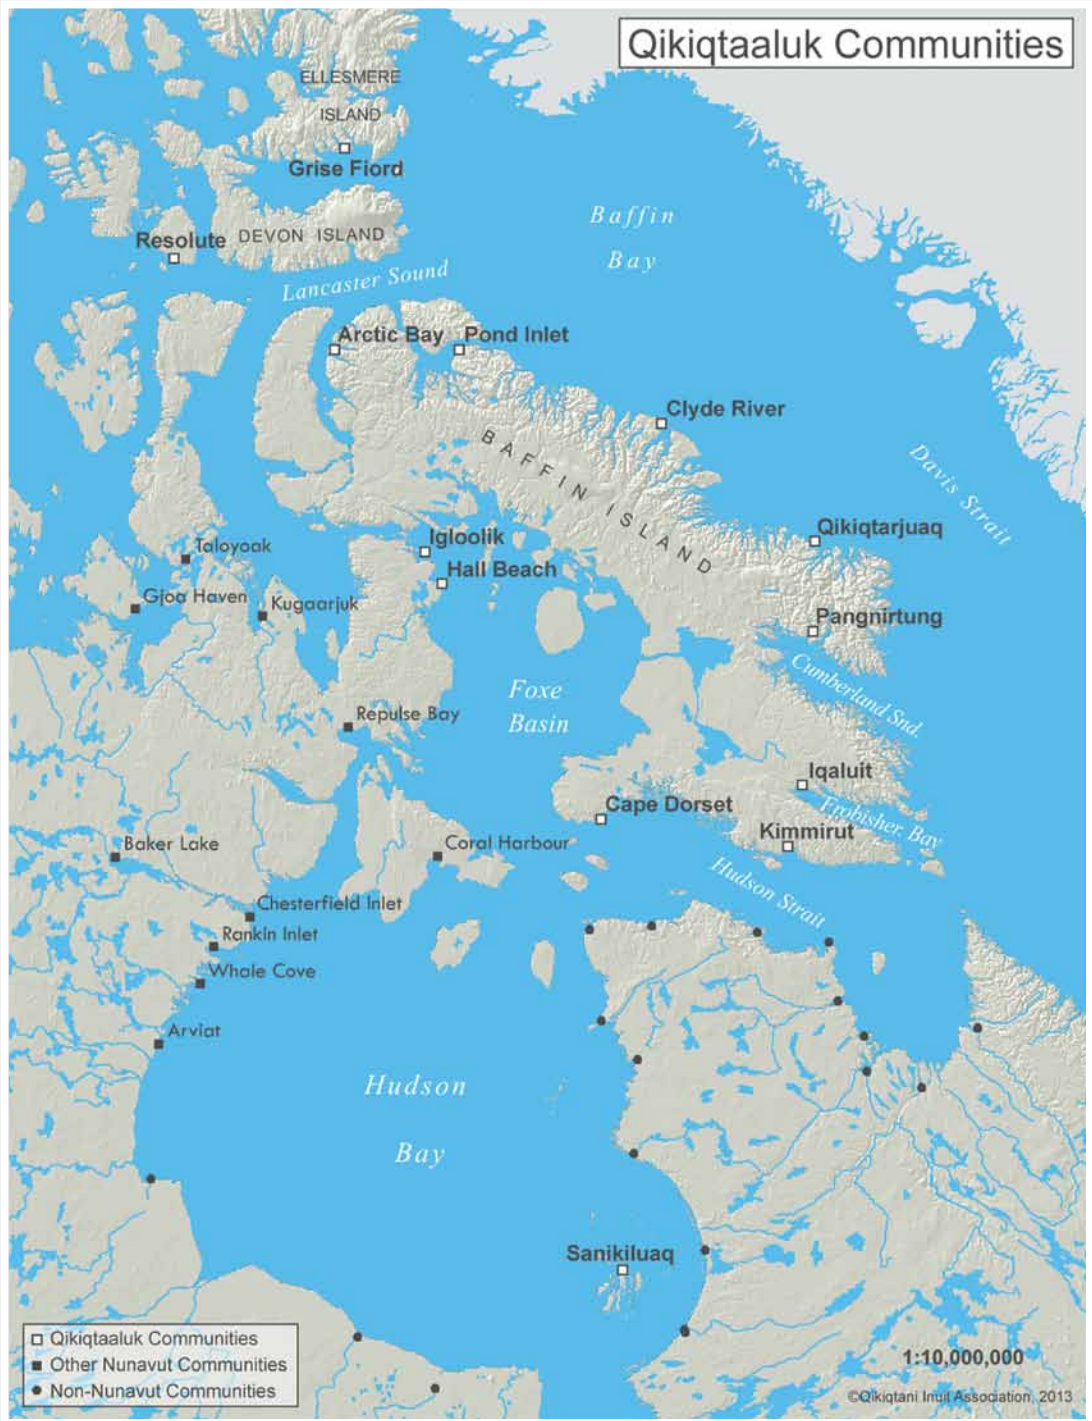 Qikiqtaaluk Communities
ELLESMERE
ISLAND
Grise Fiord
Baffin
Bay
Resolute
DEVON ISLAND
Lancaster Sound
Arctic Bay
Pond Inlet
Clyde River
BAFFIN ISLAND
Davis Strait
Qikiqtarjuaq
Igloolik
Taloyoak
Hall Beach
Gjoa Haven
Kugaarjuk
Pangnirtung
Cumberland Snd.
Foxe
Basin
Repulse Bay
Iqaluit
Cape Dorset
Frobisher Bay
Kimmirut
Baker Lake
Coral Harbour
Hudson Strait
Chesterfield Inlet
Rankin Inlet
Whale Cove
Arviat
Hudson
Bay
Sanikiluaq
Qikiqtaaluk Communities
Other Nunavut Communities
Non-Nunavut Communities
1:10,000,000
©Qikiqtani Inuit Association, 2013